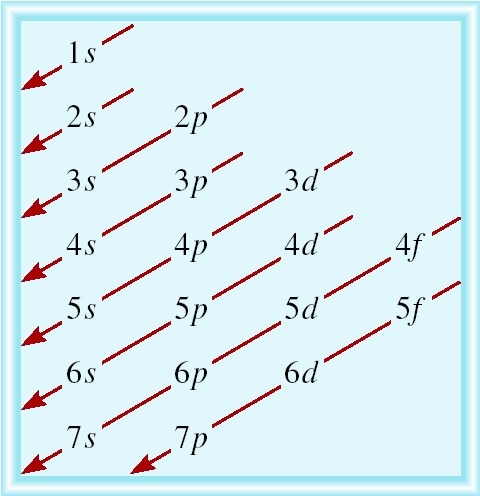 1s
2s 2p
3s 3p 3d
4s 4p 4d 4f
5s 5p 5d 5f
6s 6p 6d
7s 7p